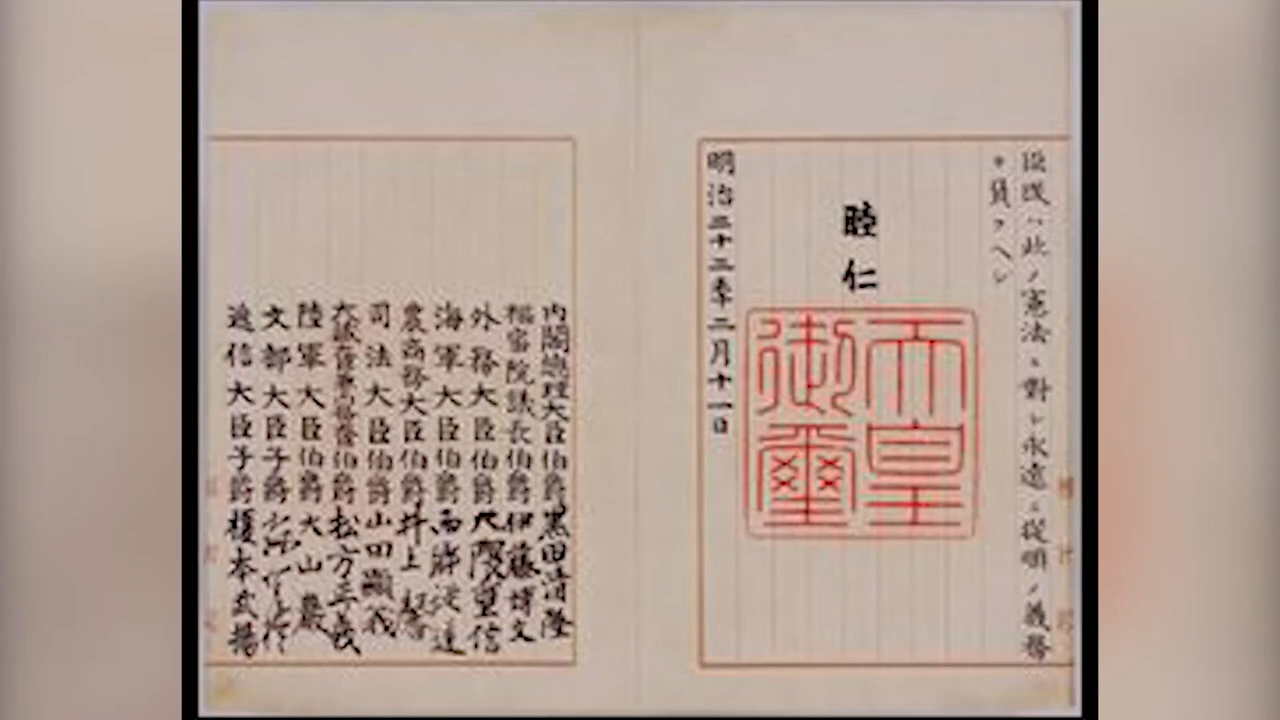 臣民ハ此ノ憲法ニ對シ永遠ニ從順ノ義務
ヲ負フヘシ
睦仁
天皇御璽
明治二十二年二月十一日
内閣總理大臣伯爵黒田清隆
樞密院議長伯爵伊藤博文
外務大臣伯爵大隈重信
海軍大臣伯爵西郷従道
農商務大臣伯爵井上馨
司法大臣伯爵山田顯義
大藏大臣兼内務大臣伯爵松方正義
陸軍大臣伯爵大山巖
文部大臣子爵
遞信大臣子爵榎本武揚